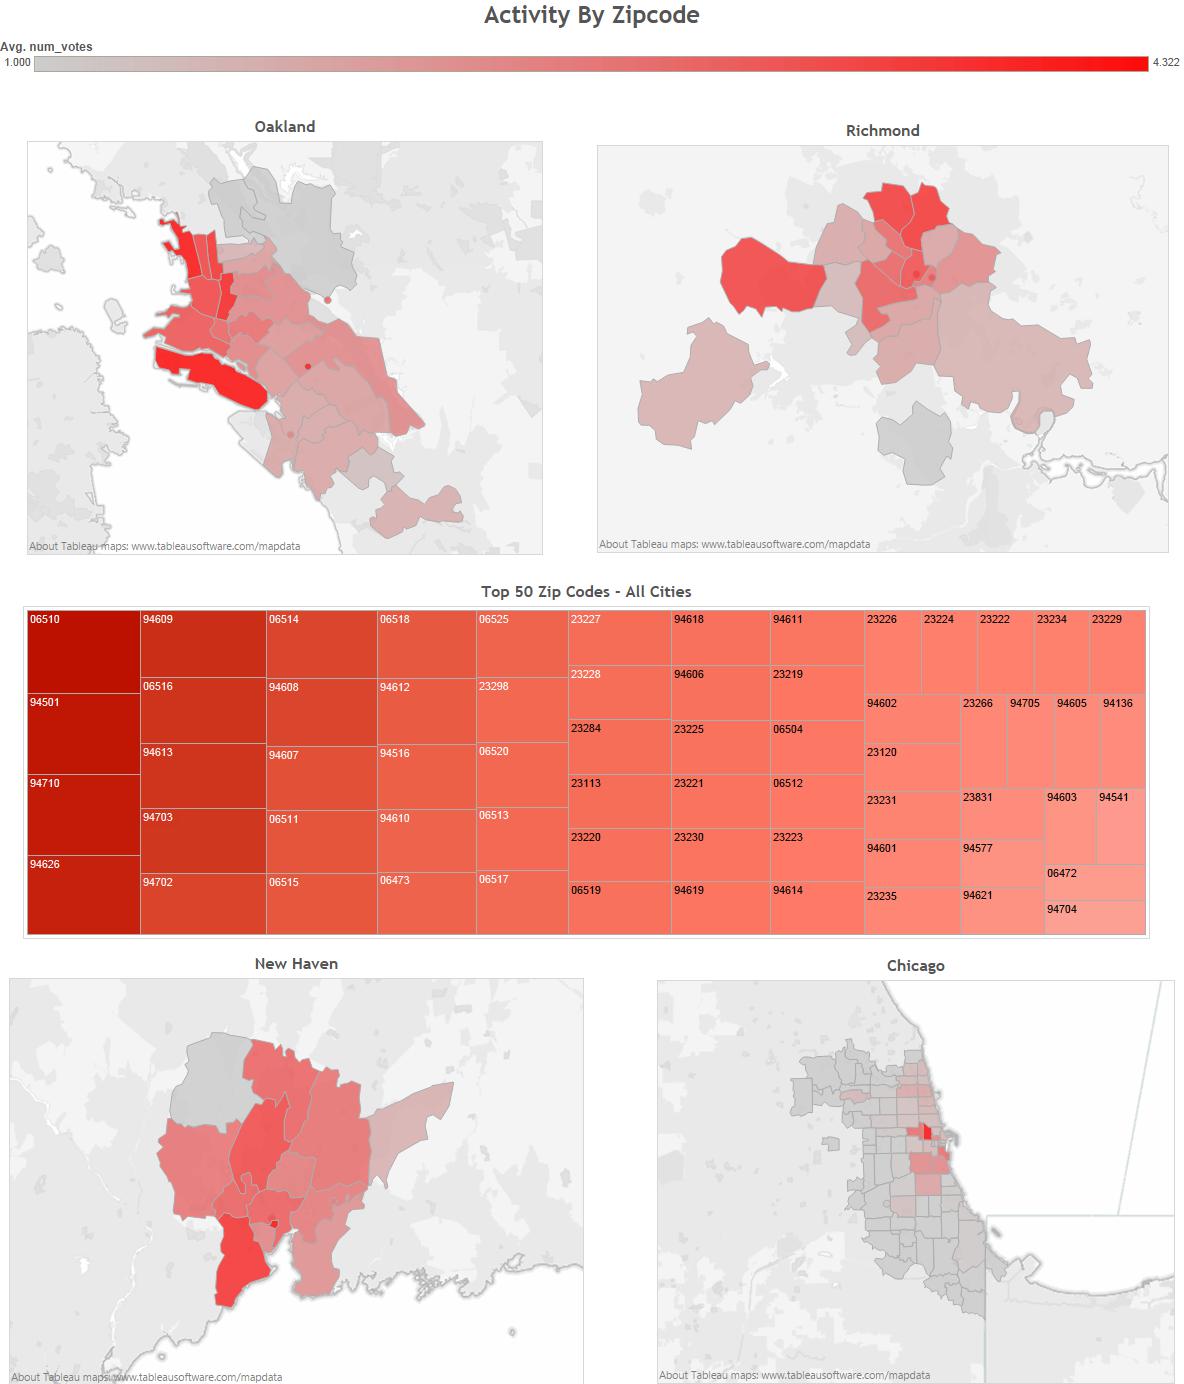 Activity By Zipcode
Avg. num_votes
1.000 4.322
Oakland
Richmond
About Tableau maps: www.tableausoftware.com/mapdata
About Tableau maps: www.tableausoftware.com/mapdata
Top 50 Zip Codes - All Cities
06510 94609 06514 06518 06525 23227 94618 94611 23226 23224 23222 23234 23229
23228 94606 23219
06516 94608 94612 23298
94501 94602 23266 94705 94605 94136
23284 23225 06504
94613 94607 94516 06520 23120
94710 23113 23221 06512
23231 23831 94603 94541
94703 06511 94610 06513
23220 23230 23223
94601 94577
94626
06472
94702 06515 06473 06517
06519 94619 94614 23235 94621
94704
New Haven
Chicago
About Tableau maps: www.tableausoftware.com/mapdata
About Tableau maps: www.tableausoftware.com/mapdata